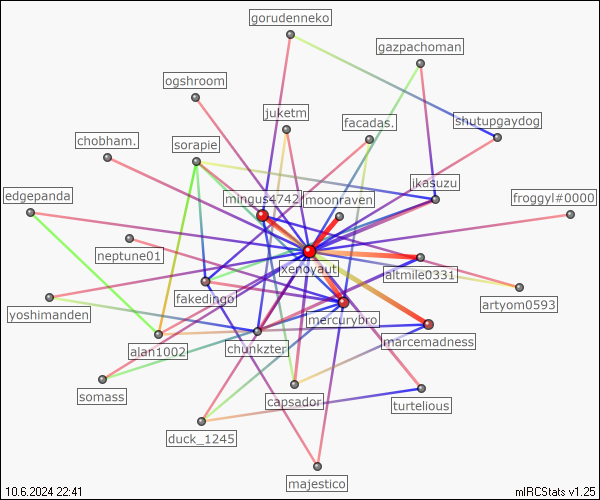 gorudenneko
gazpachoman
ogshroom
juketm
facadas.
shutupgaydog
chobham.
sorapie
ikasuzu
edgepanda
mingus4742
moonraven
froggyl#0000
neptune01
xenoyaut
altmile0331
fakedingo
artyom0593
yoshimanden
mercurybro
alan1002
chunkzter
marcemadness
somass
capsador
turtelious
duck_1245
majestico
10.6.2024 22:41
mIRCStats v1.25